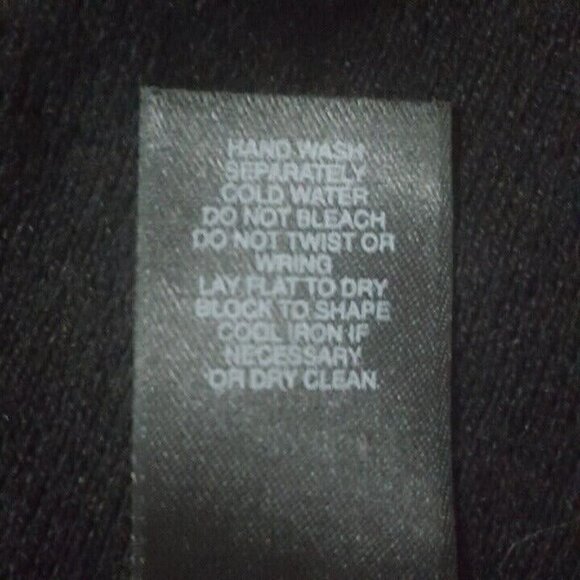 HAND WASH
SEPARATELY
COLD WATER
DO NOT BLEACH
DO NOT TWIST OR
WRING
LAY FLAT TO DRY
BLOCK TO SHAPE
COOL IRON IF
NECESSARY
OR DRY CLEAN